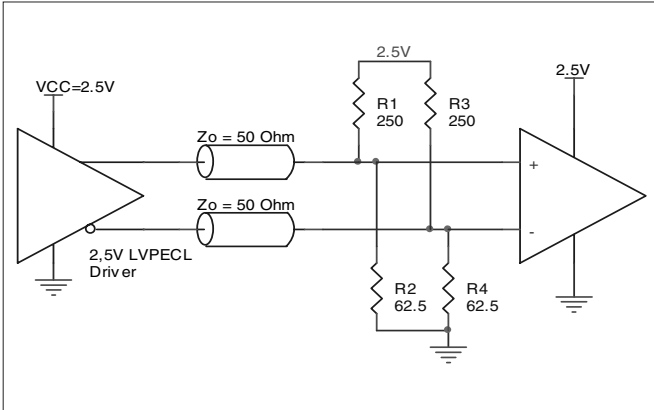 2.5V
2.5V
VCC=2.5V
R1
250
R3
250
Zo = 50 Ohm
+
Zo = 50 Ohm
-
2,5V LVPECL
Driver
R2
62.5
R4
62.5